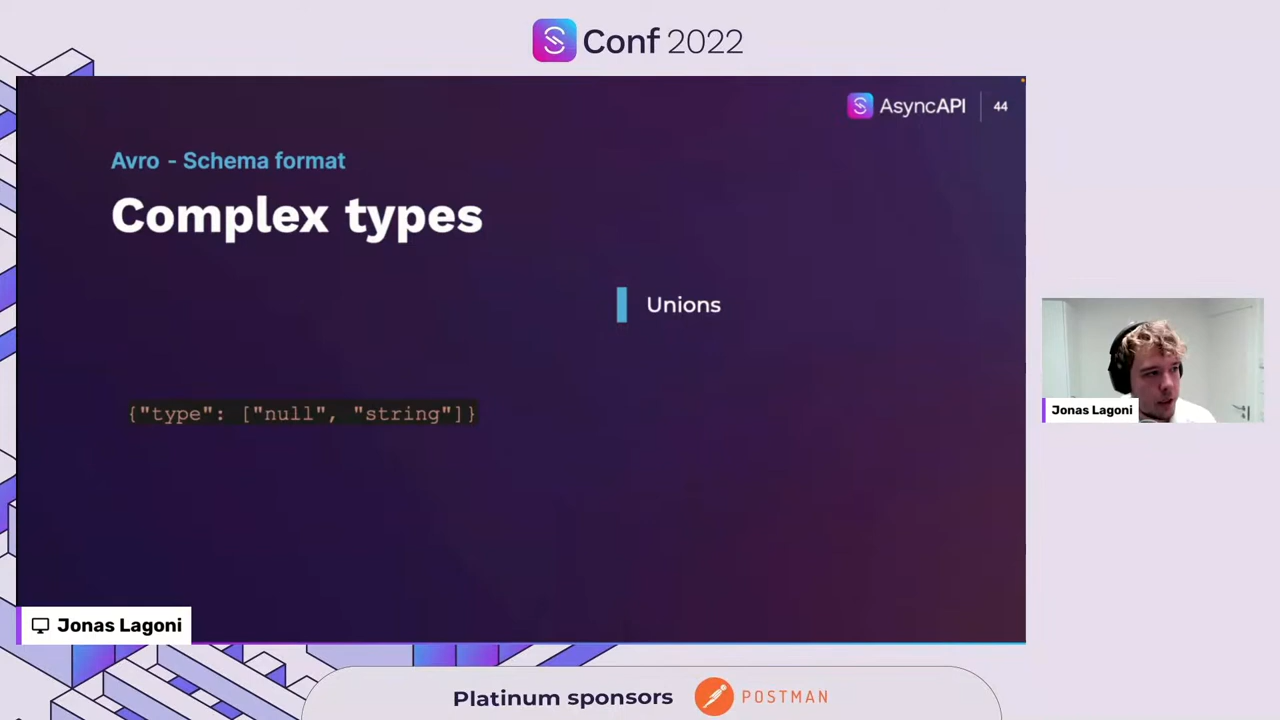 Conf 2022
AsyncAPI
44
Avro - Schema format
Complex types
Unions
{"type": ["null", "string"]}
Jonas Lagoni
Jonas Lagoni
Platinum sponsors
POSTMAN